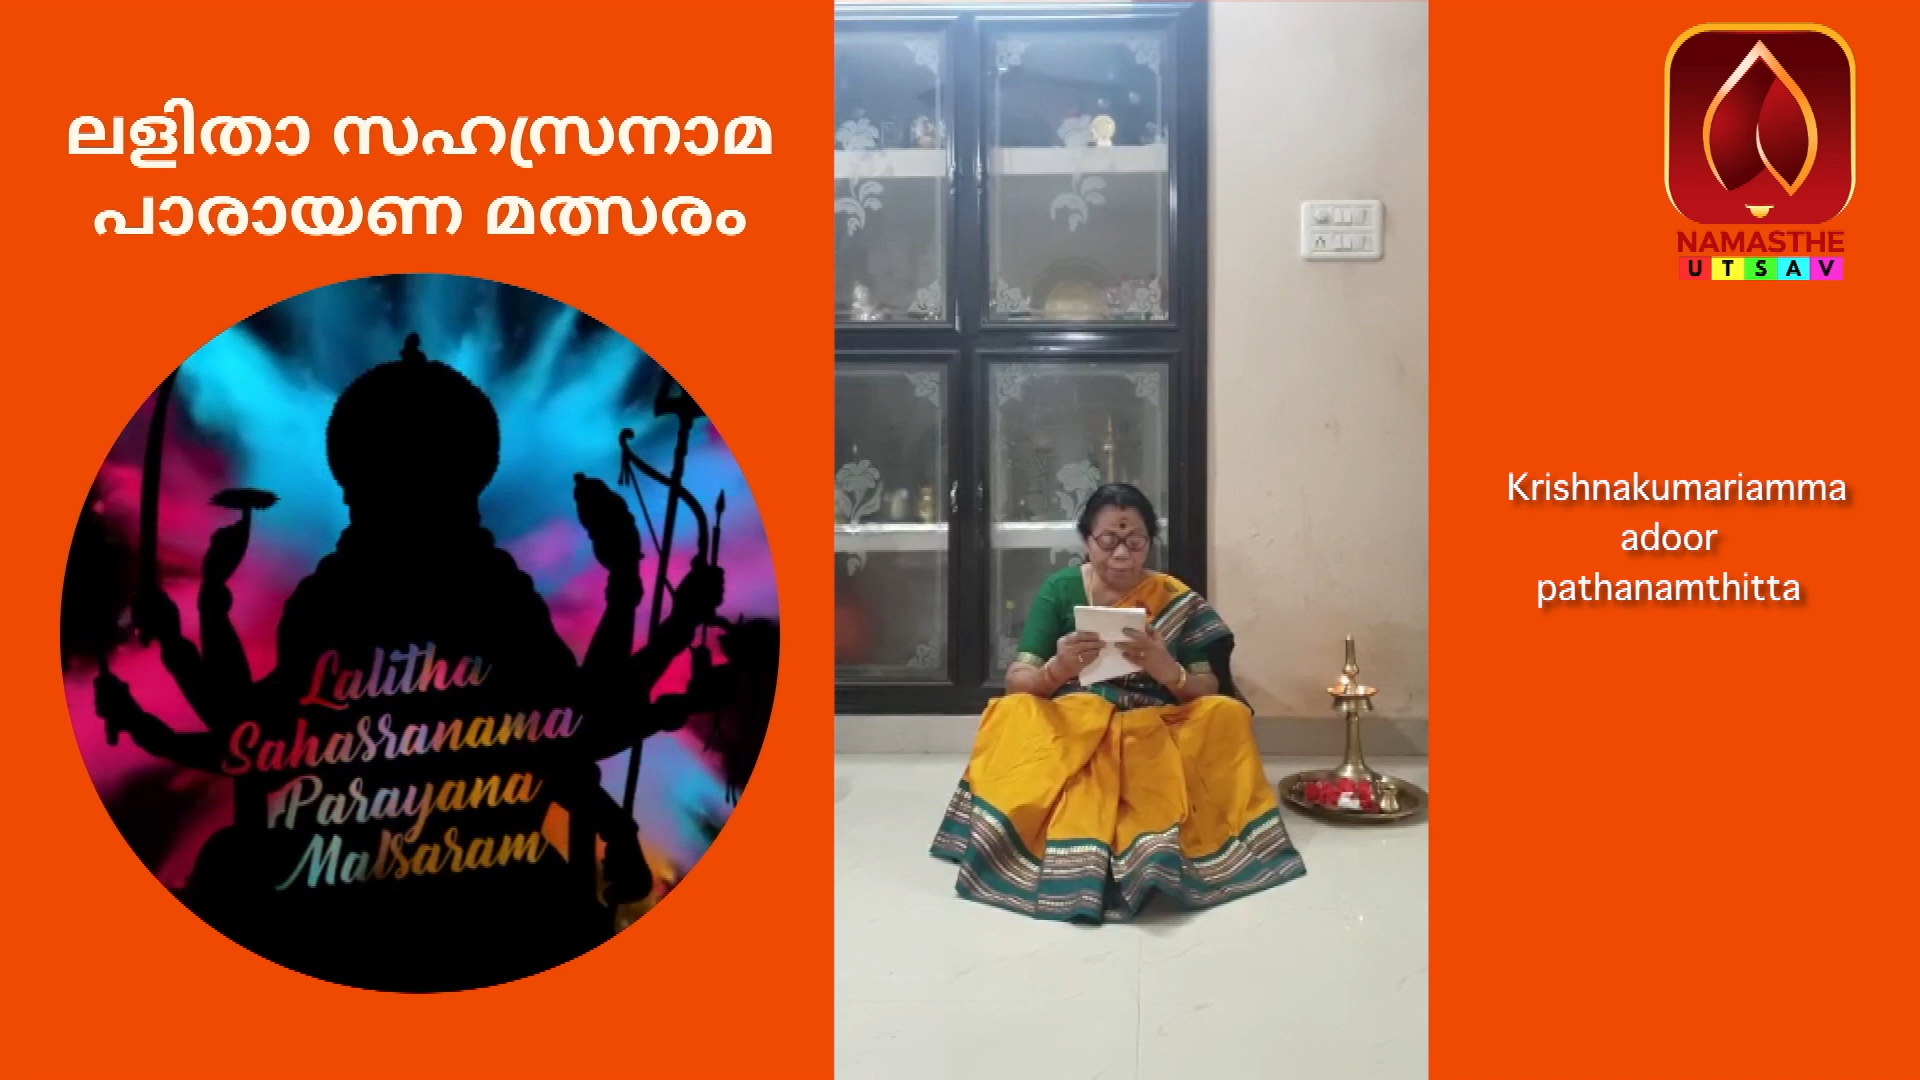 ലളിതാ സഹസ്രനാമ
പാരായണ മത്സരം
Lalitha
Sahasranama
Parayana
Malsaram
NAMASTHE
UTSAV
Krishnakumariamma
adoor
pathanamthitta